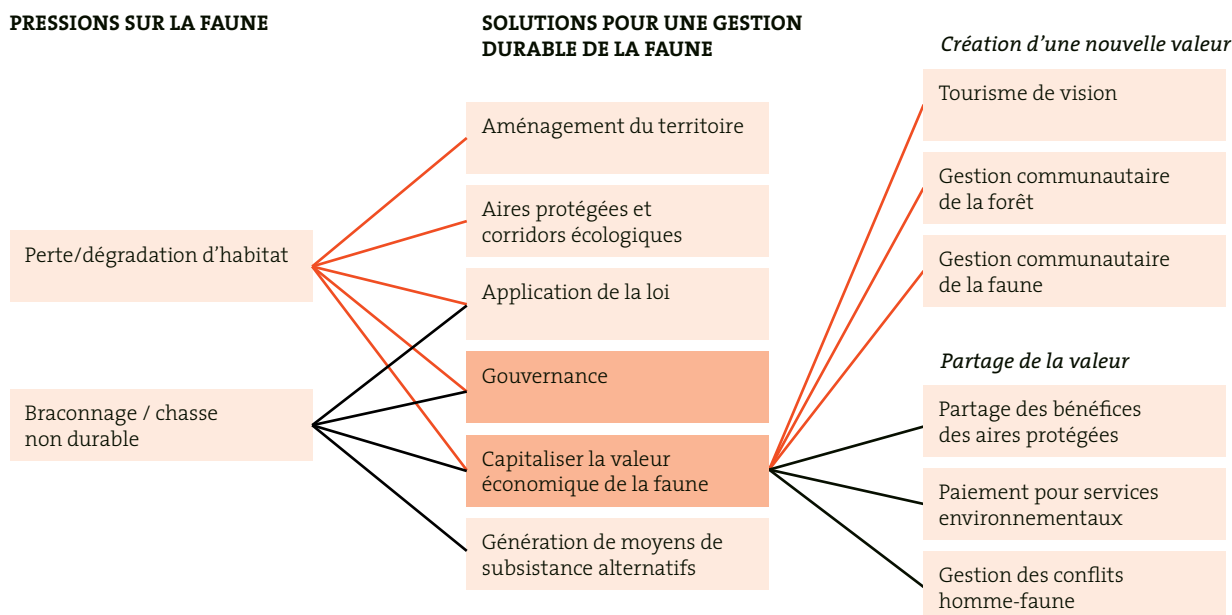 PRESSIONS SUR LA FAUNE
Perte/dégradation d’habitat
Braconnage / chasse
non durable
SOLUTIONS POUR UNE GESTION
DURABLE DE LA FAUNE
Aménagement du territoire
Aires protégées et
corridors écologiques
Application de la loi
Gouvernance
Capitaliser la valeur
économique de la faune
Génération de moyens de
subsistance alternatifs
Création d’une nouvelle valeur
Tourisme de vision
Gestion communautaire
de la forêt
Gestion communautaire
de la faune
Partage de la valeur
Partage des bénéfices
des aires protégées
Paiement pour services
environnementaux
Gestion des conflits
homme-faune